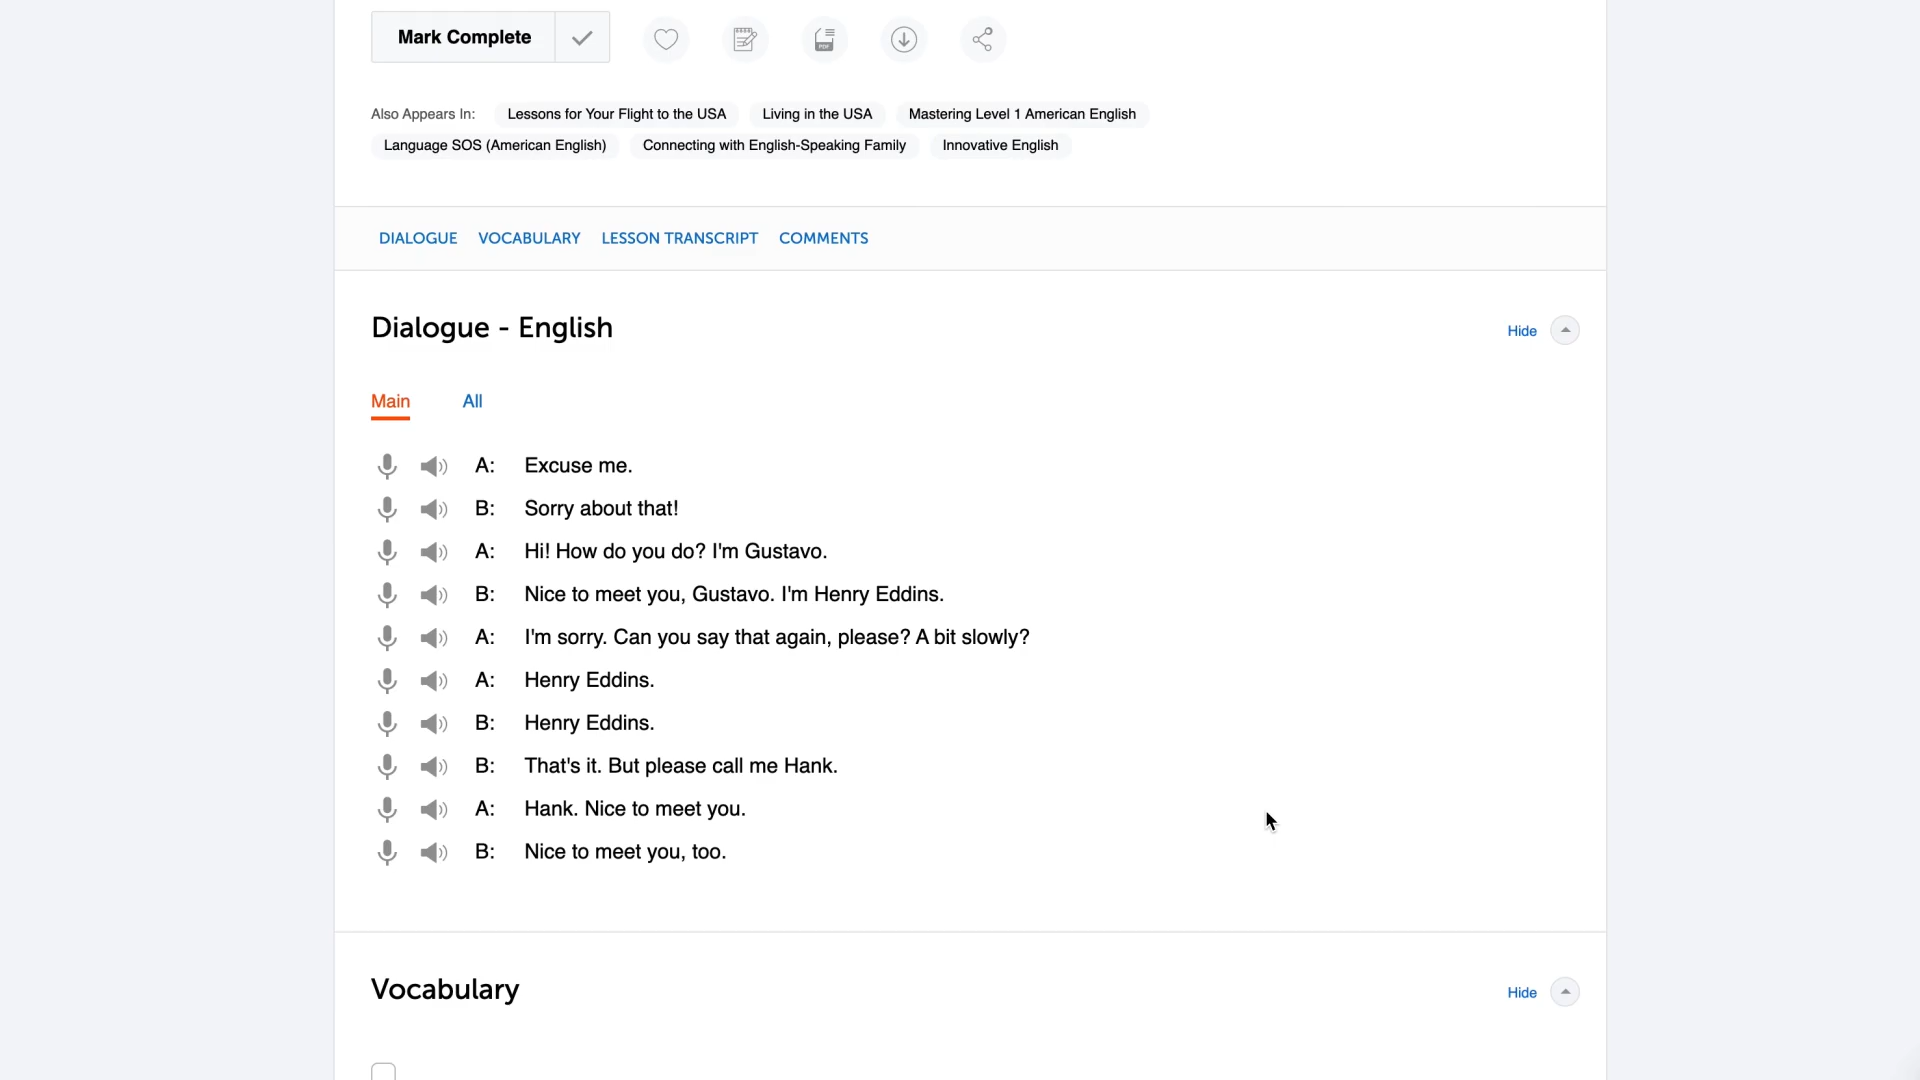 Mark Complete
Also Appears In: Lessons for Your Flight to the USA Living in the USA Mastering Level 1 American English
Language SOS (American English) Connecting with English-Speaking Family Innovative English
DIALOGUE VOCABULARY LESSON TRANSCRIPT COMMENTS
Dialogue - English Hide
Main All
A: Excuse me.
B: Sorry about that!
A: Hi! How do you do? I'm Gustavo.
B: Nice to meet you, Gustavo. I'm Henry Eddins.
A: I'm sorry. Can you say that again, please? A bit slowly?
A: Henry Eddins.
B: Henry Eddins.
B: That's it. But please call me Hank.
A: Hank. Nice to meet you.
B: Nice to meet you, too.
Vocabulary Hide